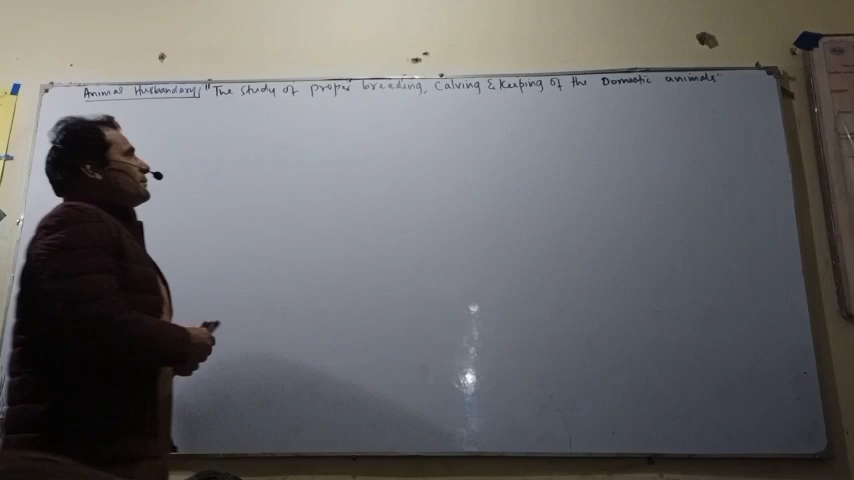 Animal Husbandary; "The study of proper breeding, Calving & Keeping of the Domestic animals"